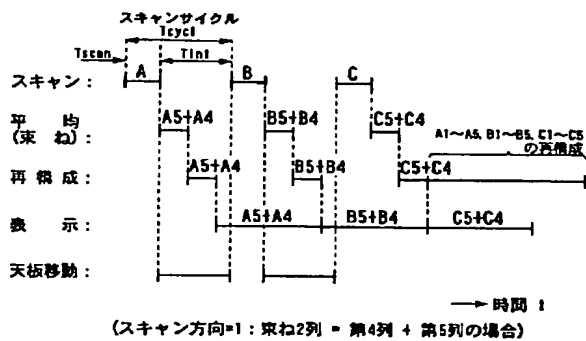 スキャンサイクル
Tcycl
Tscan
Tint
スキャン: A B C
平均(束ね): A5+A4 B5+B4 C5+C4
A1～A5, B1～B5, C1～C5の再構成
再構成: A5+A4 B5+B4 C5+C4
表示: A5+A4 B5+B4 C5+C4
天板移動:
時間 t
(スキャン方向=1:束ね2列 = 第4列 + 第5列の場合)